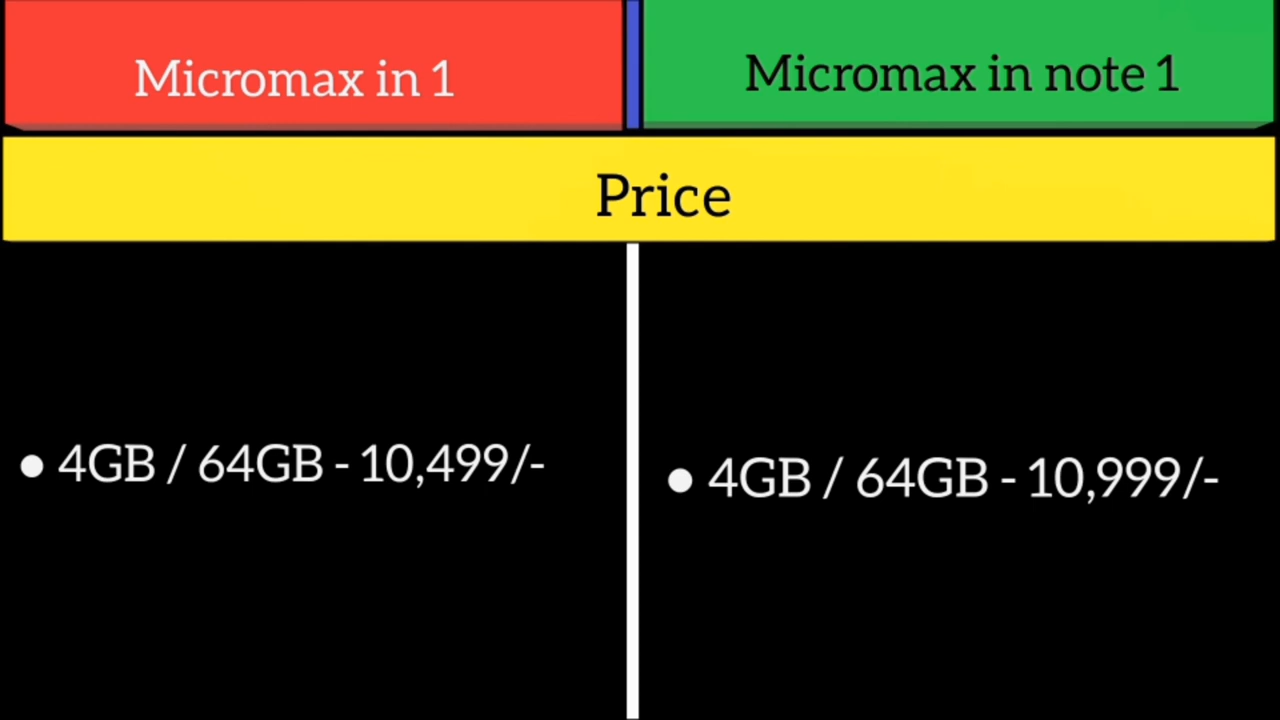 Micromax in 1
Micromax in note 1
Price
● 4GB / 64GB - 10,499/-
● 4GB / 64GB - 10,999/-